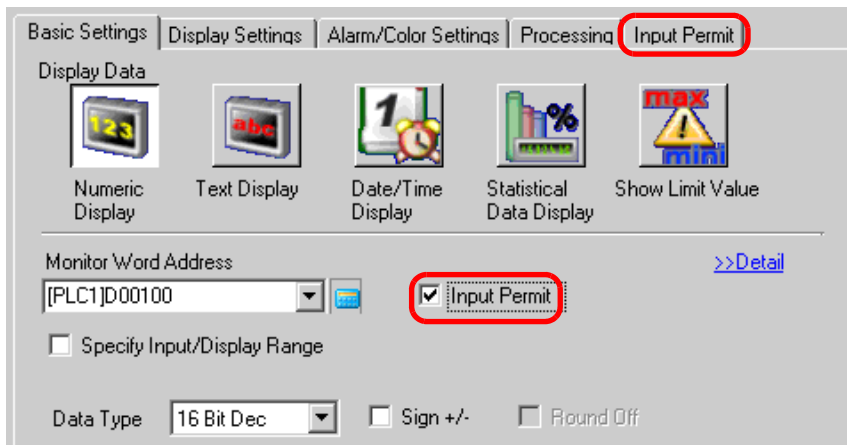 Basic Settings Display Settings Alarm/Color Settings Processing Input Permit
Display Data
123 abc 1 % max mini
Numeric Display Text Display Date/Time Display Statistical Data Display Show Limit Value
Monitor Word Address >>Detail
[PLC1]D00100 Input Permit
Specify Input/Display Range
Data Type 16 Bit Dec Sign +/- Round Off